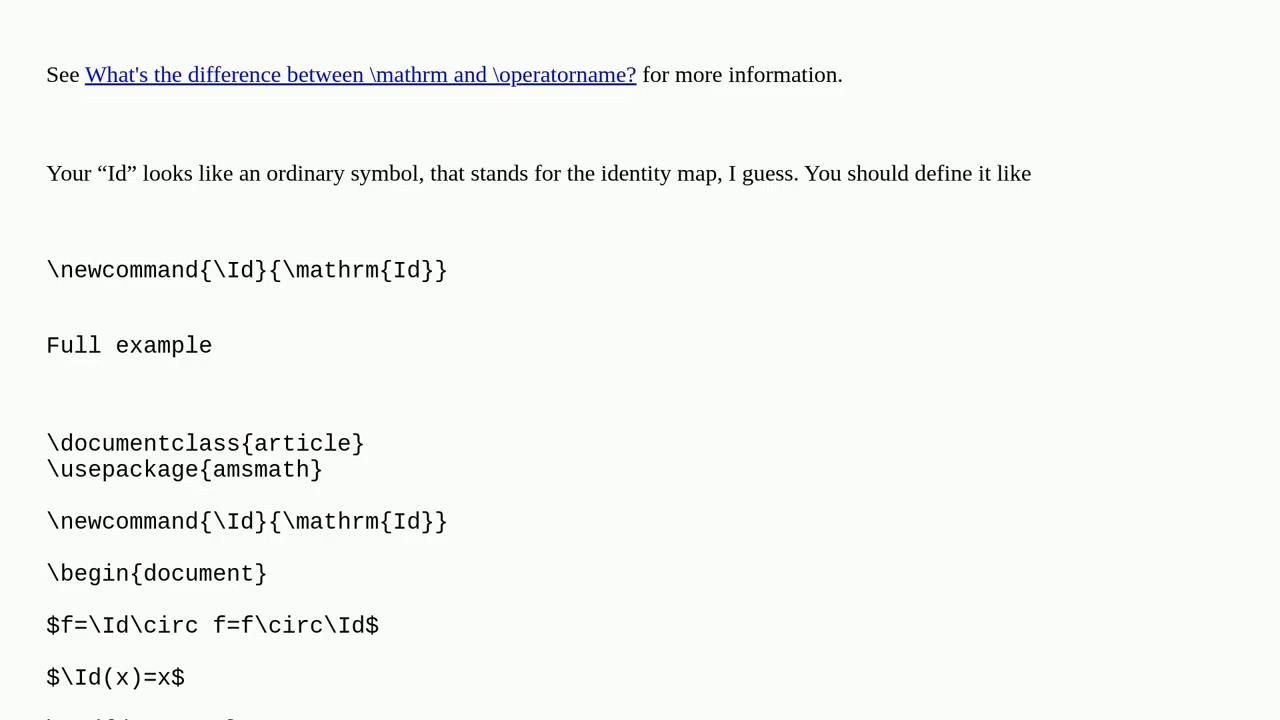 See What's the difference between \mathrm and \operatorname? for more information.
Your “Id” looks like an ordinary symbol, that stands for the identity map, I guess. You should define it like
\newcommand{\Id}{\mathrm{Id}}
Full example
\documentclass{article}
\usepackage{amsmath}
\newcommand{\Id}{\mathrm{Id}}
\begin{document}
$f=\Id\circ f=f\circ\Id$
$\Id(x)=x$